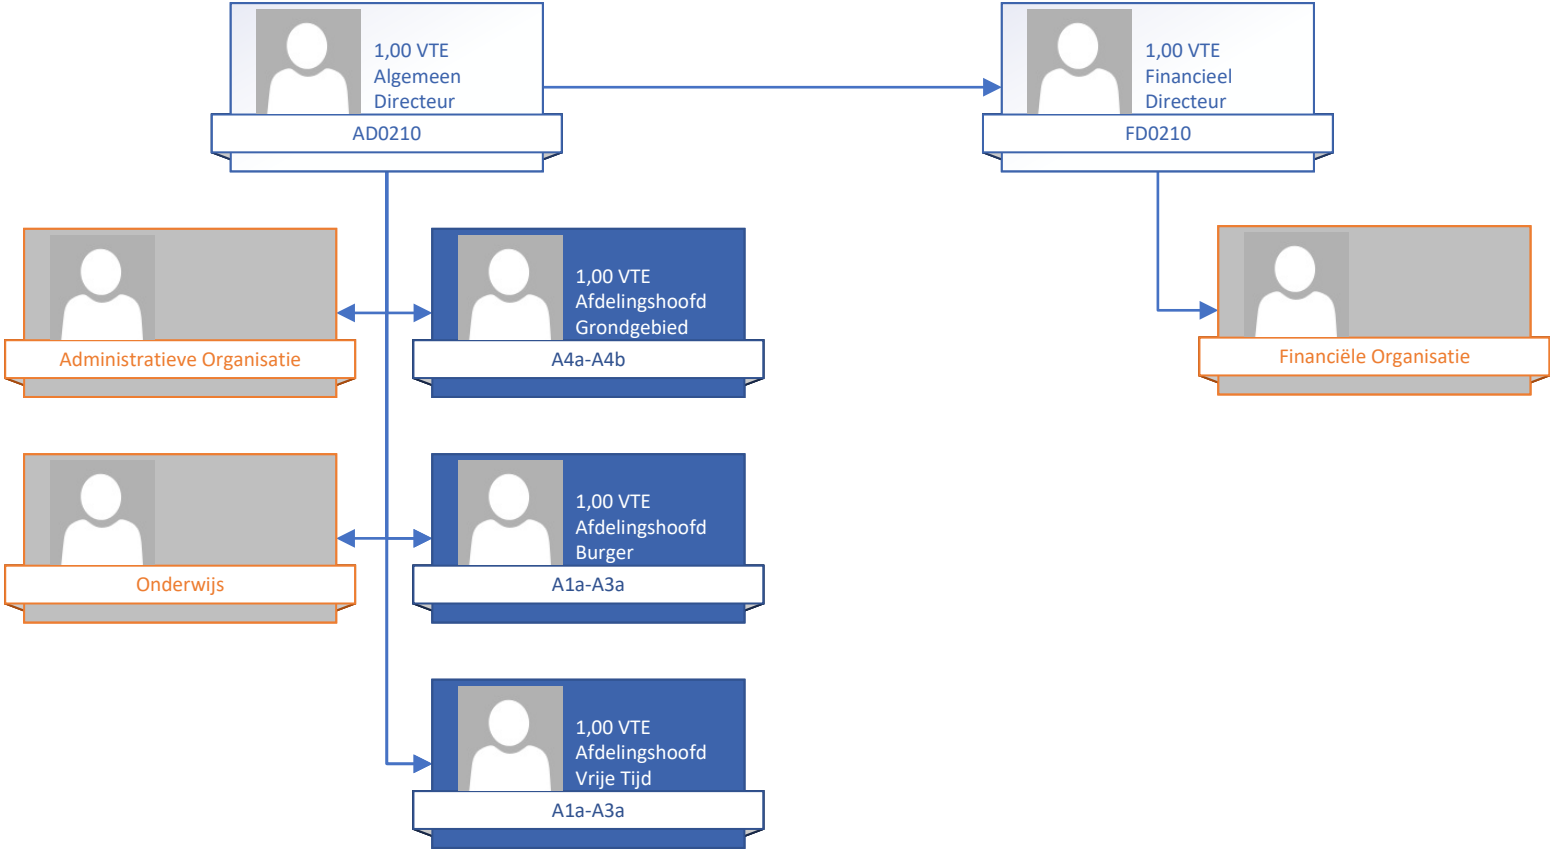 1,00 VTE
Algemeen
Directeur
AD0210
1,00 VTE
Financieel
Directeur
FD0210
Administratieve Organisatie
1,00 VTE
Afdelingshoofd
Grondgebied
A4a-A4b
Financiële Organisatie
Onderwijs
1,00 VTE
Afdelingshoofd
Burger
A1a-A3a
1,00 VTE
Afdelingshoofd
Vrije Tijd
A1a-A3a